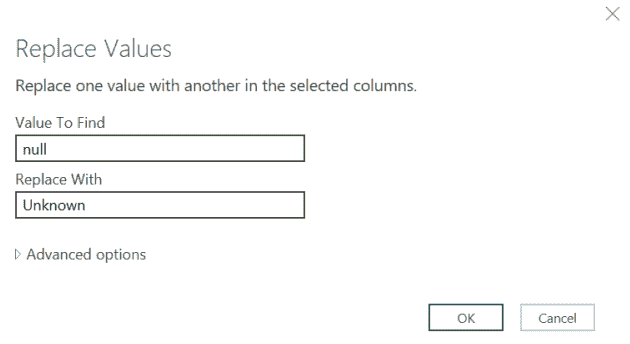 Replace Values
Replace one value with another in the selected columns.
Value To Find
null
Replace With
Unknown
Advanced options
OK
Cancel